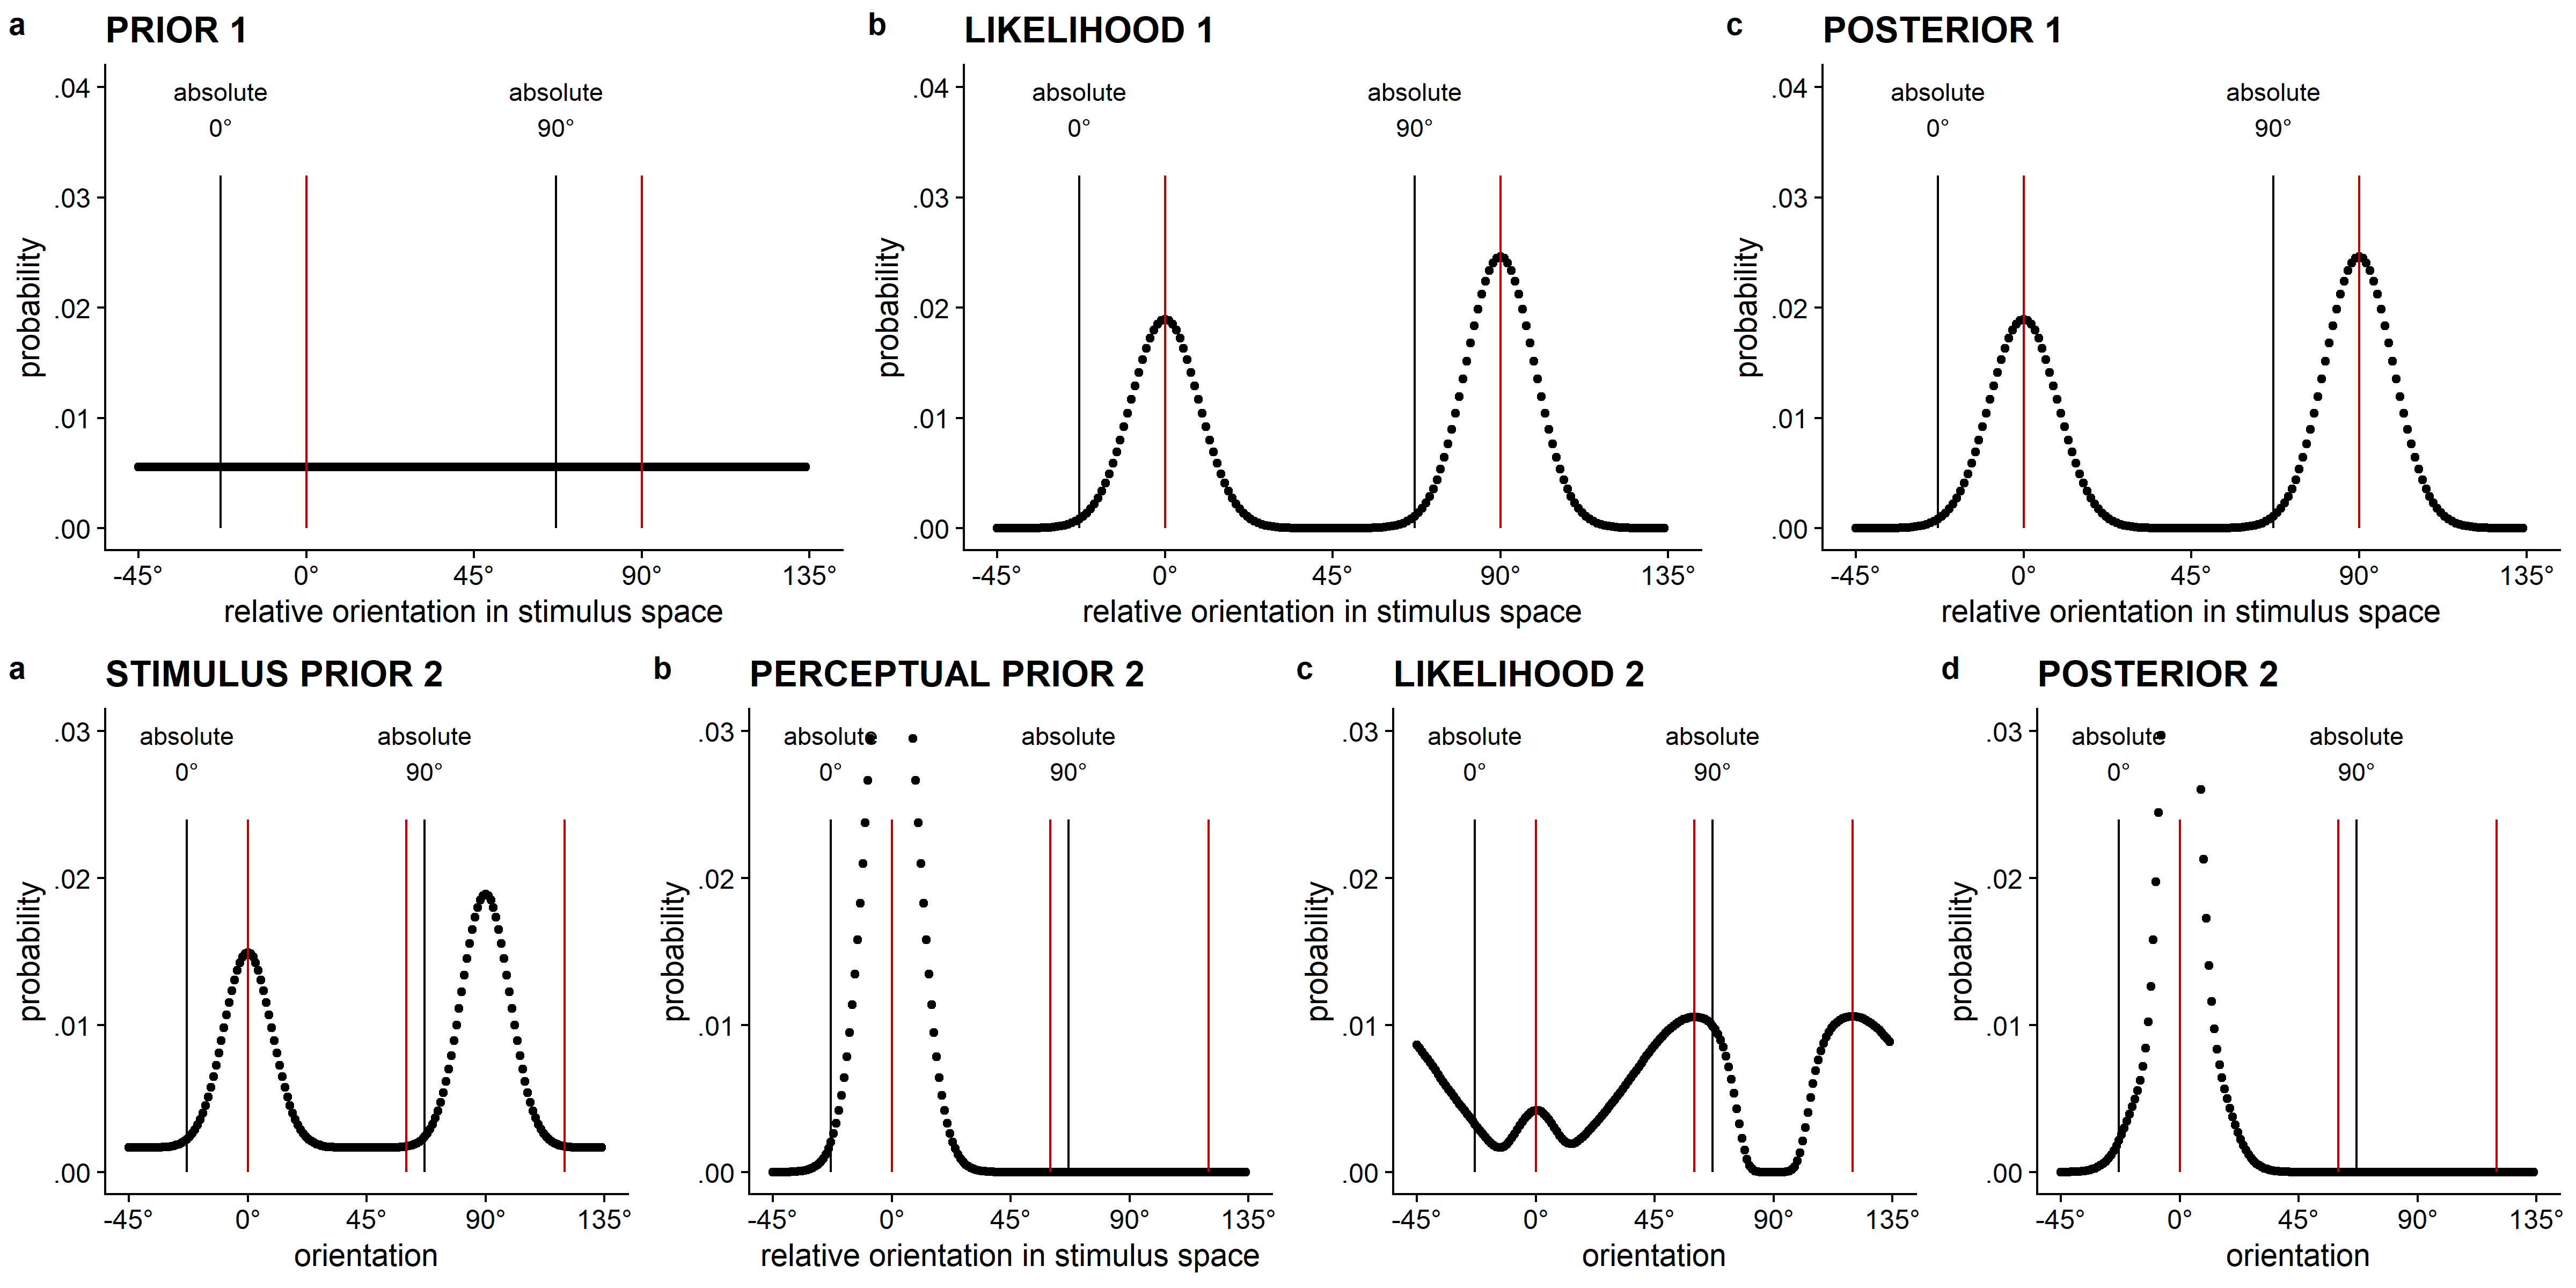 a PRIOR 1
absolute absolute
0° 90°
.04
.03
.02
.01
.00
probability
-45° 0° 45° 90° 135°
relative orientation in stimulus space
b LIKELIHOOD 1
absolute absolute
0° 90°
.04
.03
.02
.01
.00
probability
-45° 0° 45° 90° 135°
relative orientation in stimulus space
c POSTERIOR 1
absolute absolute
0° 90°
.04
.03
.02
.01
.00
probability
-45° 0° 45° 90° 135°
relative orientation in stimulus space
a STIMULUS PRIOR 2
absolute absolute
0° 90°
.03
.02
.01
.00
probability
-45° 0° 45° 90° 135°
orientation
b PERCEPTUAL PRIOR 2
absolute absolute
0° 90°
.03
.02
.01
.00
probability
-45° 0° 45° 90° 135°
relative orientation in stimulus space
c LIKELIHOOD 2
absolute absolute
0° 90°
.03
.02
.01
.00
probability
-45° 0° 45° 90° 135°
orientation
d POSTERIOR 2
absolute absolute
0° 90°
.03
.02
.01
.00
probability
-45° 0° 45° 90° 135°
orientation